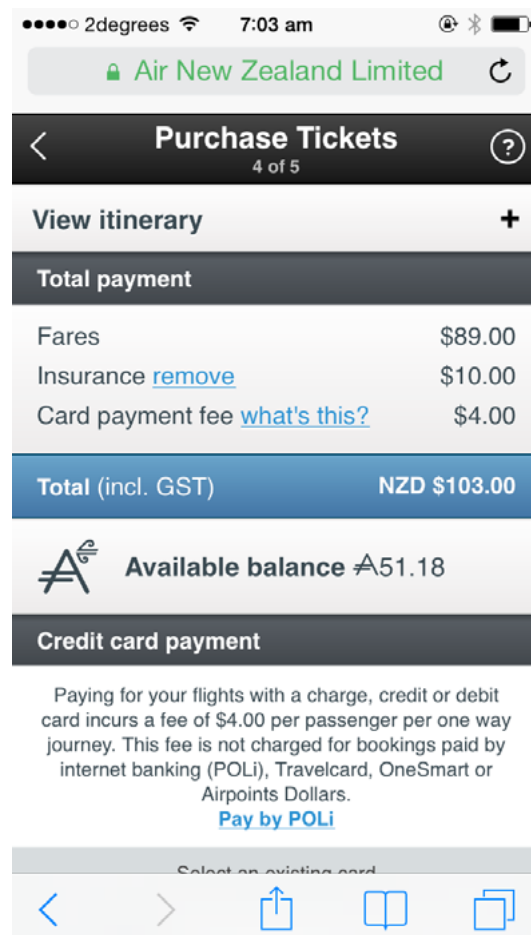 2degrees 7:03 am
Air New Zealand Limited
Purchase Tickets
4 of 5
View itinerary +
Total payment
Fares $89.00
Insurance remove $10.00
Card payment fee what's this? $4.00
Total (incl. GST) NZD $103.00
Available balance 51.18
Credit card payment
Paying for your flights with a charge, credit or debit
card incurs a fee of $4.00 per passenger per one way
journey. This fee is not charged for bookings paid by
internet banking (POLi), Travelcard, OneSmart or
Airpoints Dollars.
Pay by POLi
Select an existing card